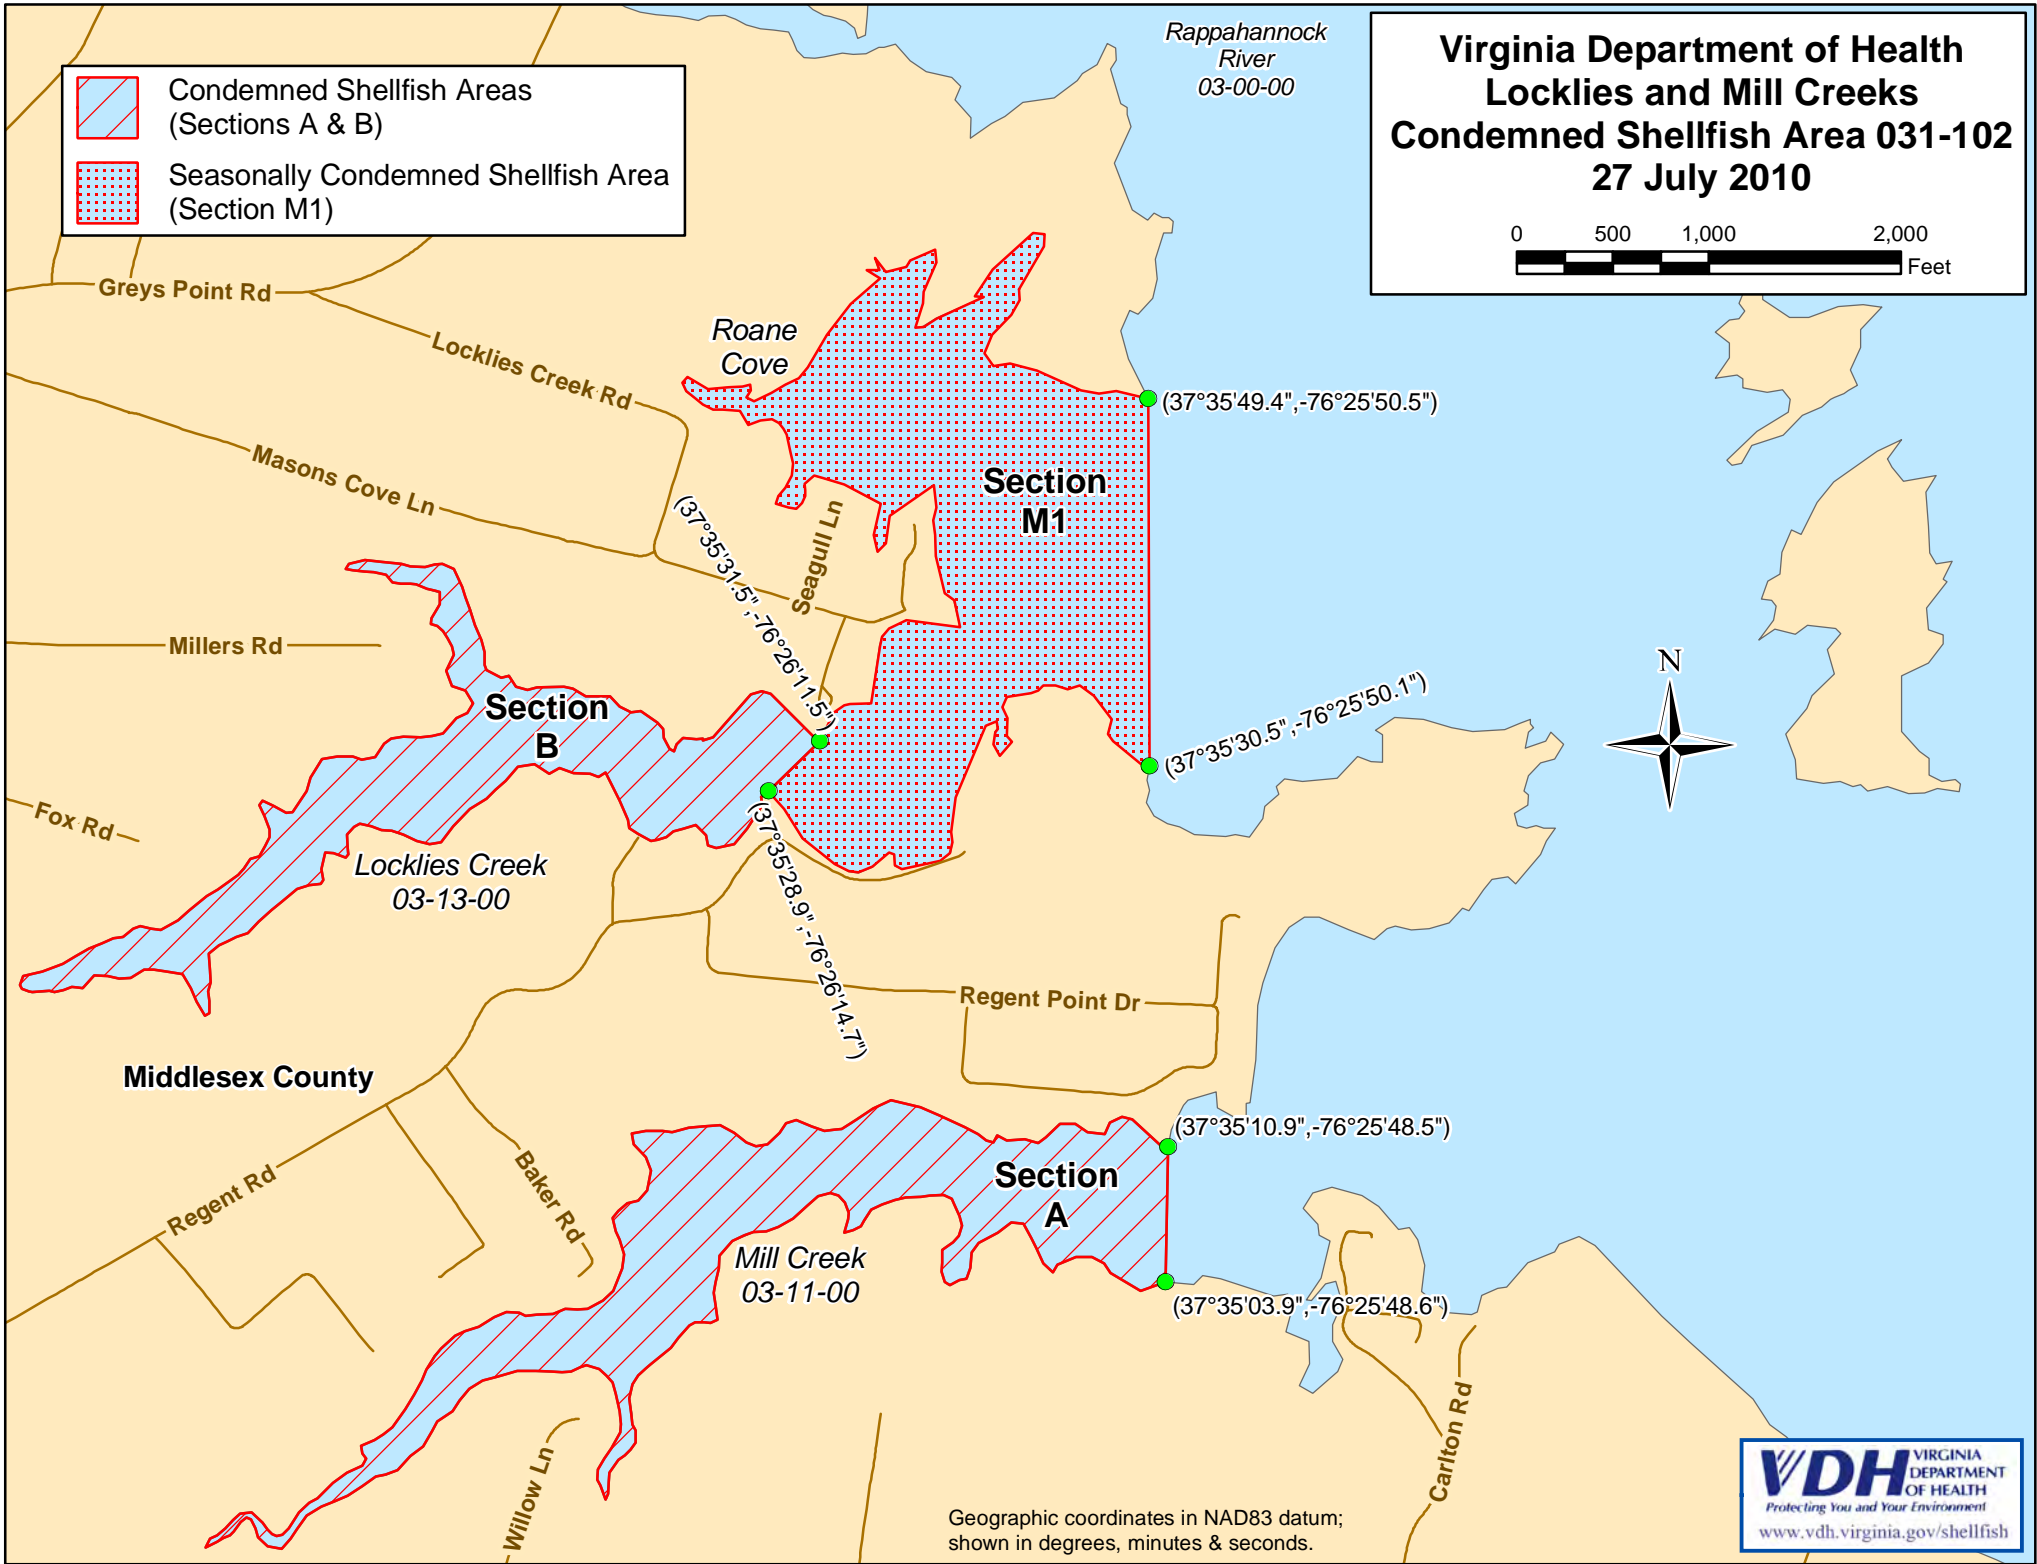 Rappahannock
River
03-00-00
Virginia Department of Health
Locklies and Mill Creeks
Condemned Shellfish Area 031-102
27 July 2010
0 500 1,000 2,000
Feet
Condemned Shellfish Areas
(Sections A & B)
Seasonally Condemned Shellfish Area
(Section M1)
Greys Point Rd
Locklies Creek Rd
Roane
Cove
(37°35'49.4",-76°25'50.5")
Masons Cove Ln
Section
M1
(37°35'31.5",-76°26'11.5")
Seagull Ln
Millers Rd
N
Section
B
(37°35'30.5",-76°25'50.1")
Fox Rd
Locklies Creek
03-13-00
(37°35'28.9",-76°26'14.7")
Regent Point Dr
Middlesex County
(37°35'10.9",-76°25'48.5")
Regent Rd
Baker Rd
Section
A
Mill Creek
03-11-00
(37°35'03.9",-76°25'48.6")
Willow Ln
Carlton Rd
Geographic coordinates in NAD83 datum;
shown in degrees, minutes & seconds.
VDH
VIRGINIA
DEPARTMENT
OF HEALTH
Protecting You and Your Environment
www.vdh.virginia.gov/shellfish